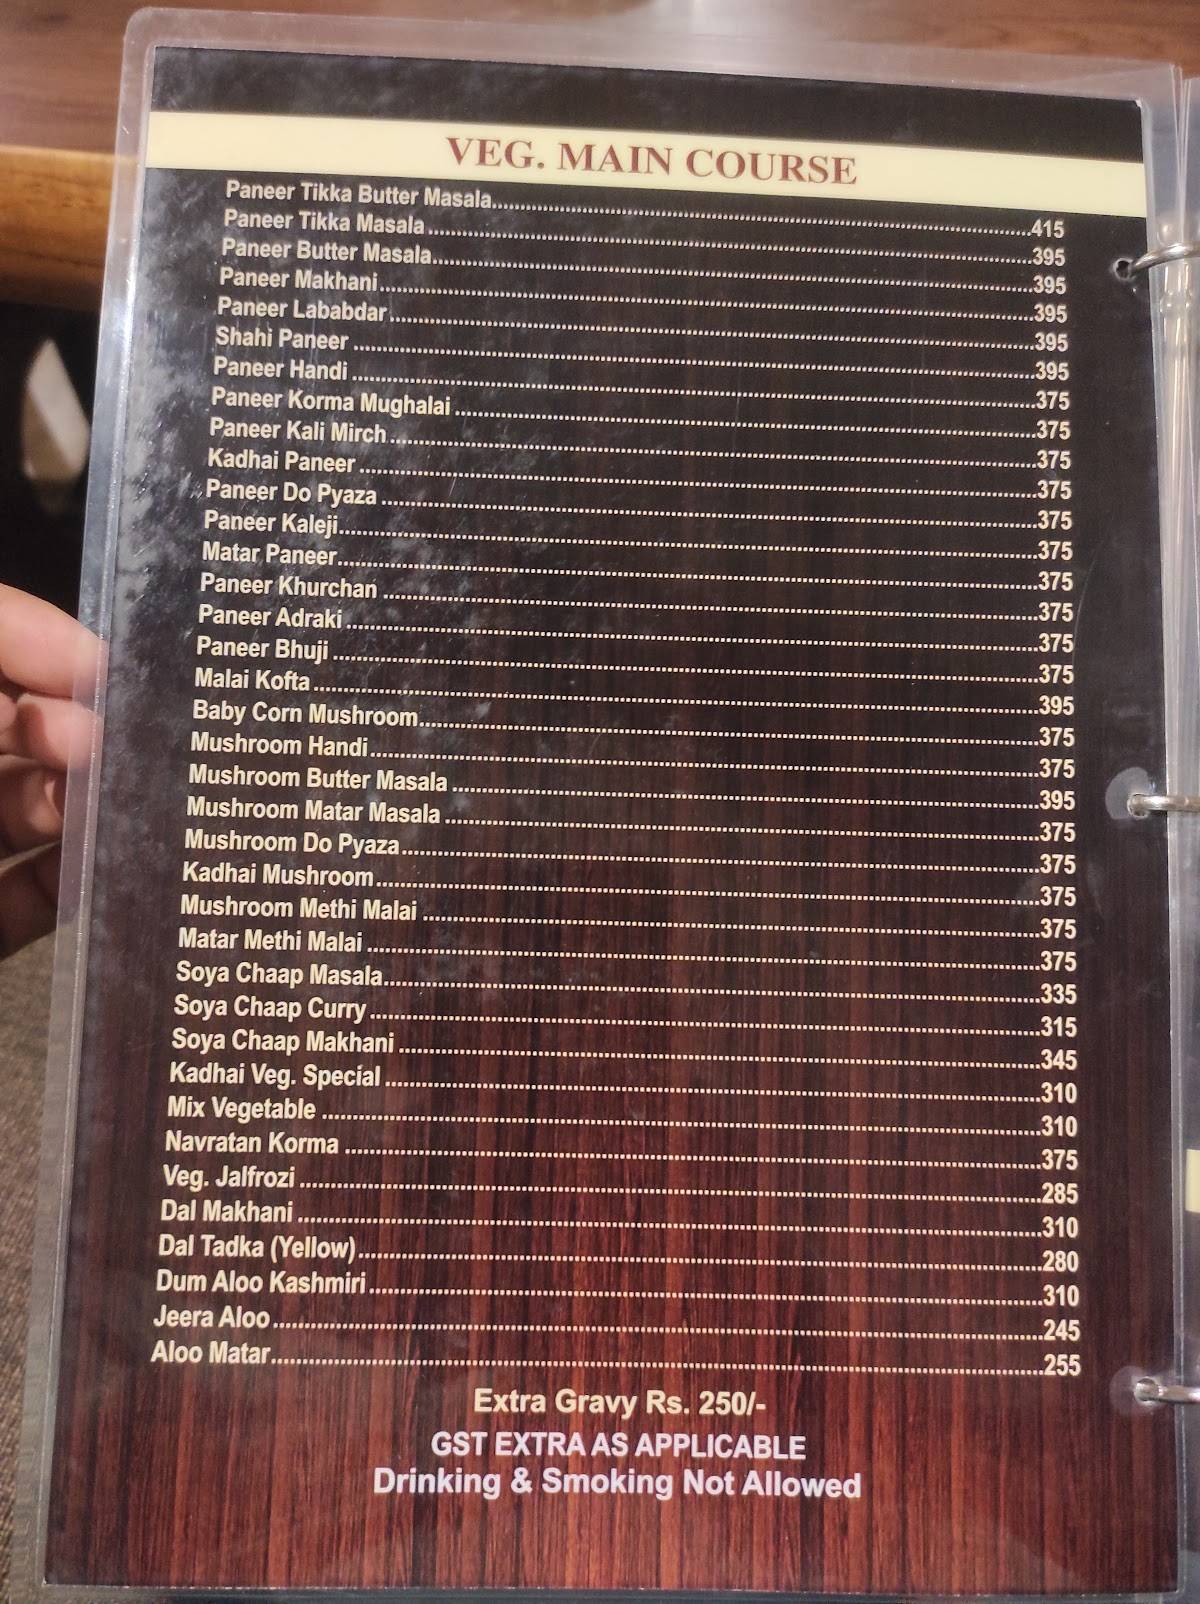 VEG. MAIN COURSE
Paneer Tikka Butter Masala..........415
Paneer Tikka Masala..........395
Paneer Butter Masala..........395
Paneer Makhani..........395
Paneer Lababdar..........395
Shahi Paneer..........395
Paneer Handi..........375
Paneer Korma Mughalai..........375
Paneer Kali Mirch..........375
Kadhai Paneer..........375
Paneer Do Pyaza..........375
Paneer Kaleji..........375
Matar Paneer..........375
Paneer Khurchan..........375
Paneer Adraki..........375
Paneer Bhuji..........375
Malai Kofta..........395
Baby Corn Mushroom..........375
Mushroom Handi..........375
Mushroom Butter Masala..........395
Mushroom Matar Masala..........375
Mushroom Do Pyaza..........375
Kadhai Mushroom..........375
Mushroom Methi Malai..........375
Matar Methi Malai..........375
Soya Chaap Masala..........335
Soya Chaap Curry..........315
Soya Chaap Makhani..........345
Kadhai Veg. Special..........310
Mix Vegetable..........310
Navratan Korma..........375
Veg. Jalfrozi..........285
Dal Makhani..........310
Dal Tadka (Yellow)..........280
Dum Aloo Kashmiri..........310
Jeera Aloo..........245
Aloo Matar..........255
Extra Gravy Rs. 250/-
GST EXTRA AS APPLICABLE
Drinking & Smoking Not Allowed